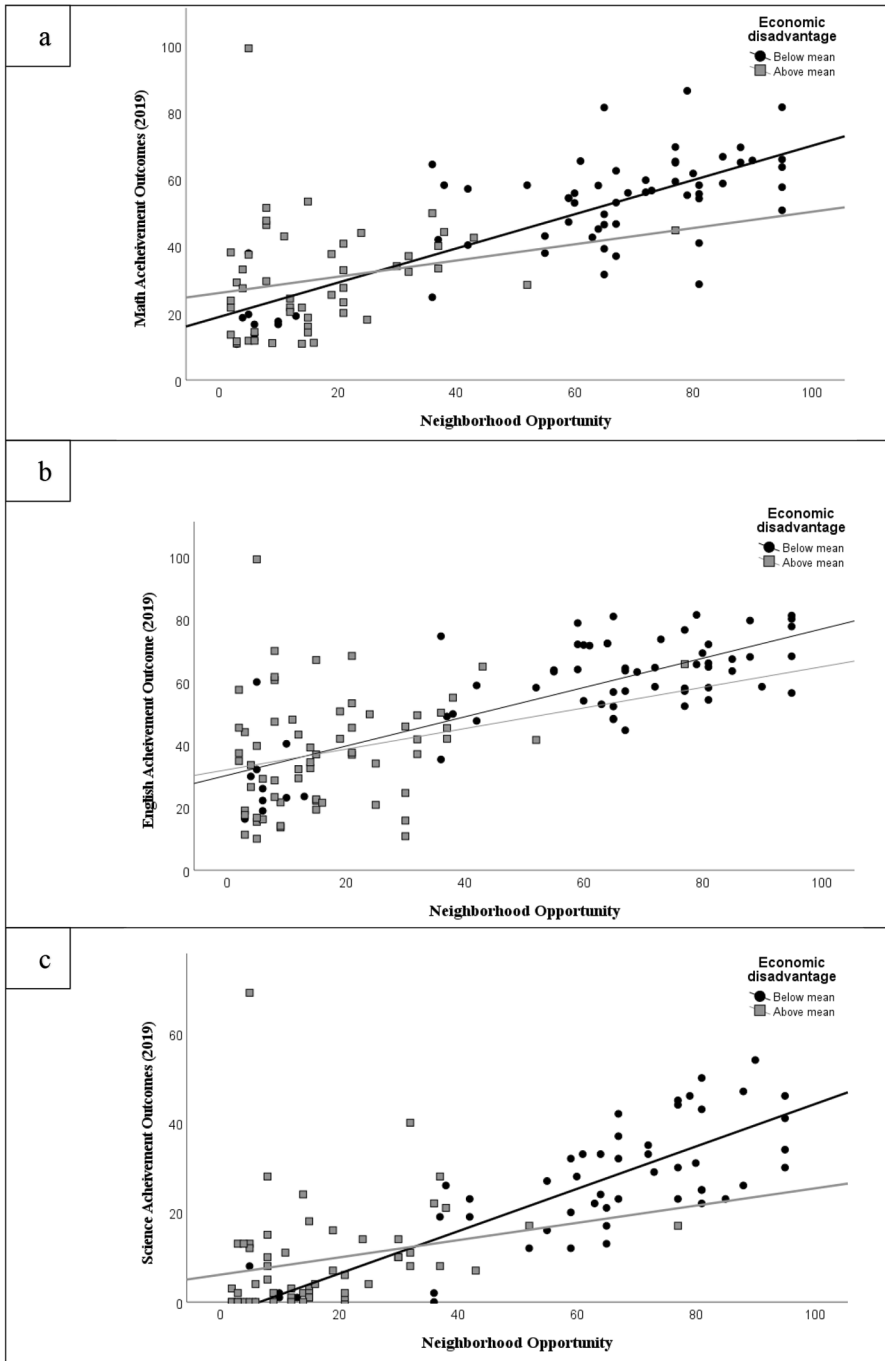 a
Economic
disadvantage
Below mean
Above mean
100
80
60
40
20
0
Math Aceheivement Outcomes (2019)
0 20 40 60 80 100
Neighborhood Opportunity
b
Economic
disadvantage
Below mean
Above mean
100
80
60
40
20
0
English Acheivement Outcome (2019)
0 20 40 60 80 100
Neighborhood Opportunity
c
Economic
disadvantage
Below mean
Above mean
60
40
20
0
Science Acheivement Outcomes (2019)
0 20 40 60 80 100
Neighborhood Opportunity